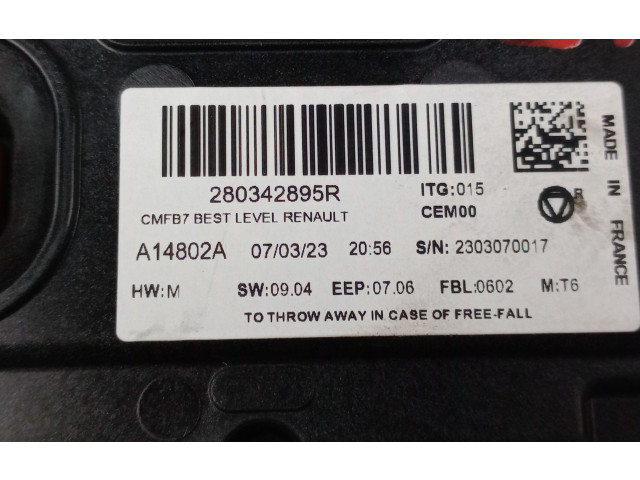 280342895R
ITG:015
CMFB7 BEST LEVEL RENAULT
CEM00
R
A14802A 07/03/23 20:56 S/N: 2303070017
HW:M SW:09.04 EEP:07.06 FBL:0602 M:T6
TO THROW AWAY IN CASE OF FREE-FALL
MADE IN FRANCE